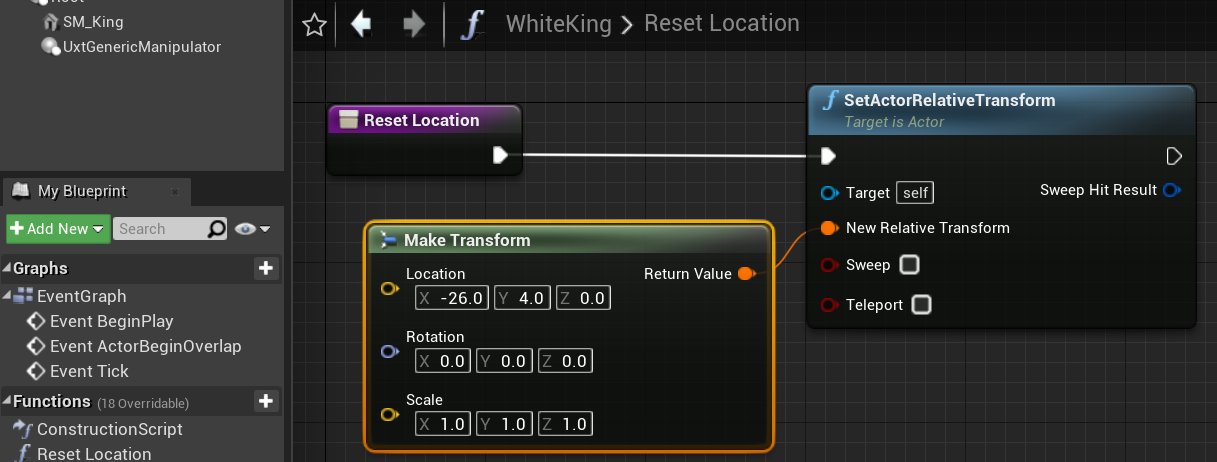 SM_King
UxtGenericManipulator
My Blueprint
Add New
Search
Graphs
EventGraph
Event BeginPlay
Event ActorBeginOverlap
Event Tick
Functions (18 Overridable)
ConstructionScript
Reset Location
f WhiteKing > Reset Location
Reset Location
f SetActorRelativeTransform
Target is Actor
Target self
Sweep Hit Result
New Relative Transform
Sweep
Teleport
Make Transform
Location
Return Value
X -26.0 Y 4.0 Z 0.0
Rotation
X 0.0 Y 0.0 Z 0.0
Scale
X 1.0 Y 1.0 Z 1.0